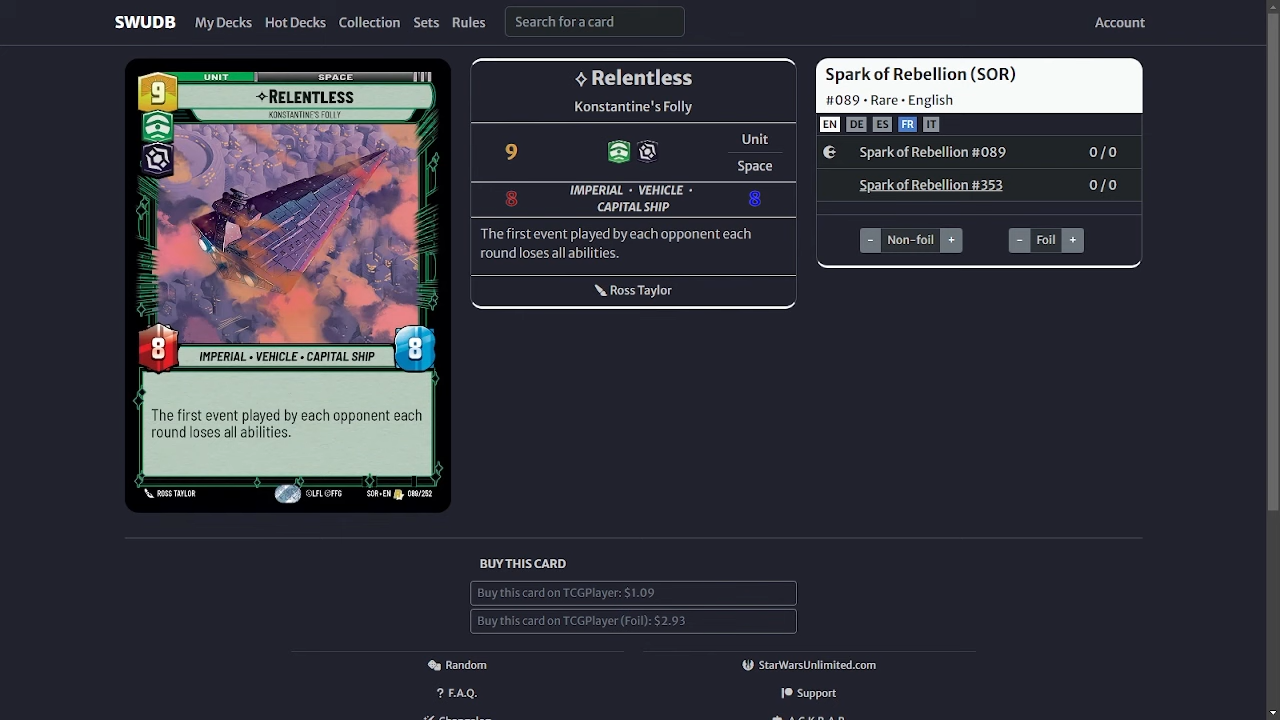 SWUDB
My Decks
Hot Decks
Collection
Sets
Rules
Search for a card
Account
UNIT
SPACE
9
RELENTLESS
KONSTANTINE'S FOLLY
8
IMPERIAL • VEHICLE • CAPITAL SHIP
8
The first event played by each opponent each
round loses all abilities.
ROSS TAYLOR
©LFL ©FFG
SOR•EN
089/252
Relentless
Konstantine's Folly
9
Unit
Space
8
IMPERIAL • VEHICLE •
CAPITAL SHIP
8
The first event played by each opponent each
round loses all abilities.
Ross Taylor
Spark of Rebellion (SOR)
#089 • Rare • English
EN DE ES FR IT
Spark of Rebellion #089 0 / 0
Spark of Rebellion #353 0 / 0
- Non-foil +
- Foil +
BUY THIS CARD
Buy this card on TCGPlayer: $1.09
Buy this card on TCGPlayer (Foil): $2.93
Random
StarWarsUnlimited.com
? F.A.Q.
Support